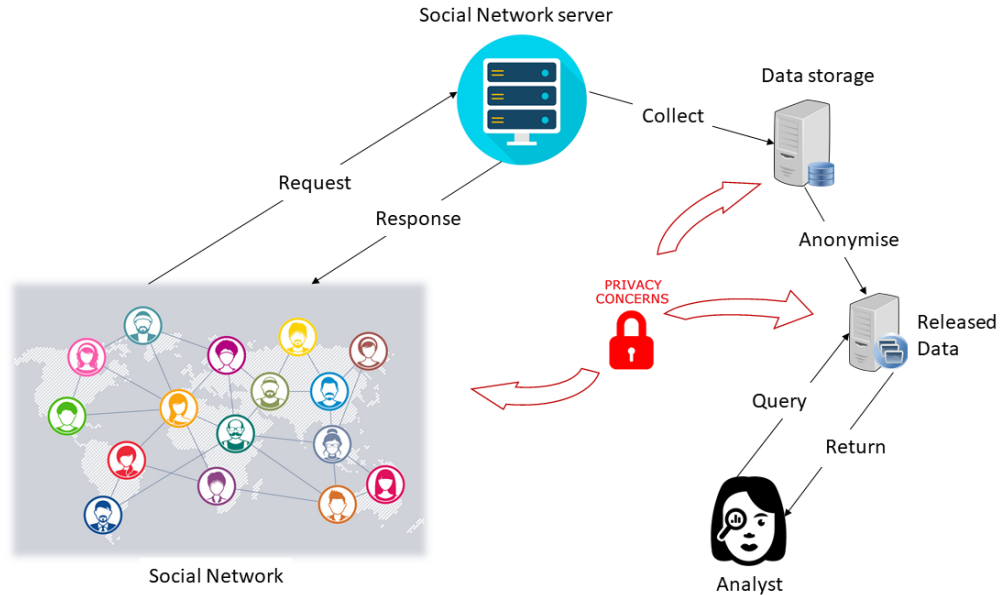 Social Network server
Data storage
Collect
Request
Response
Anonymise
PRIVACY
CONCERNS
Released
Data
Query
Return
Social Network
Analyst